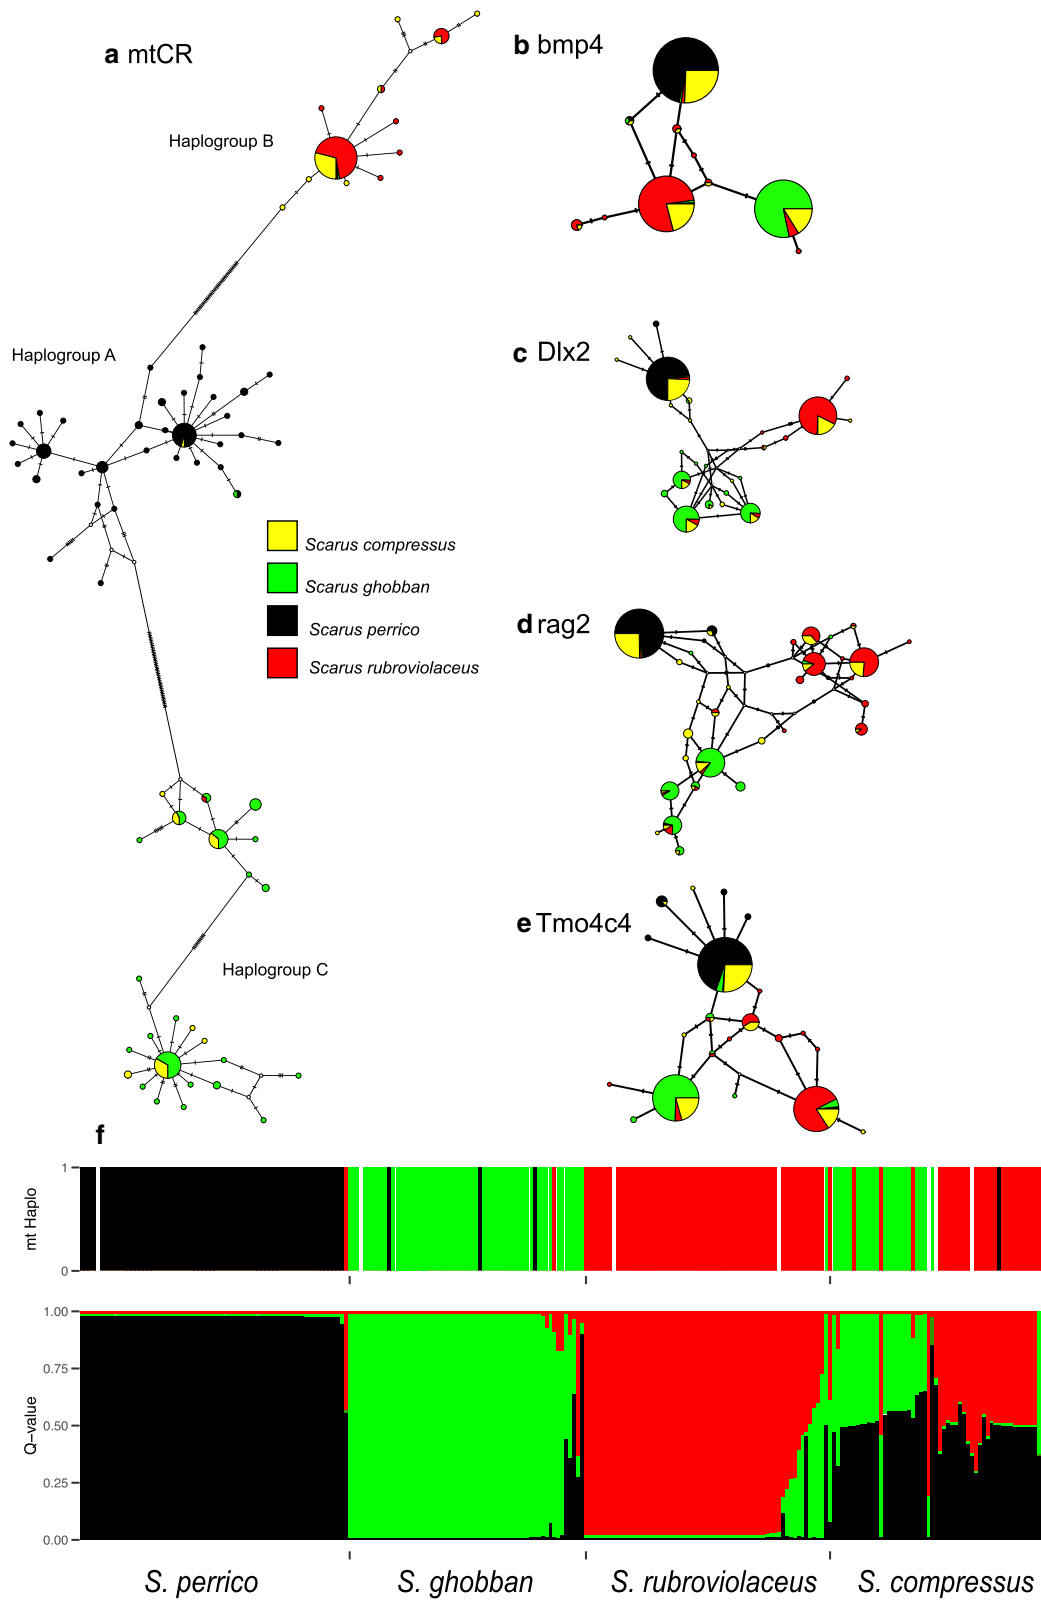 a mtCR
b bmp4
Haplogroup B
c Dlx2
Haplogroup A
Scarus compressus
Scarus ghobban
Scarus perrico
Scarus rubroviolaceus
d rag2
e Tmo4c4
Haplogroup C
f
mt Haplo
1
0
Q–value
1.00
0.75
0.50
0.25
0.00
S. perrico
S. ghobban
S. rubroviolaceus
S. compressus